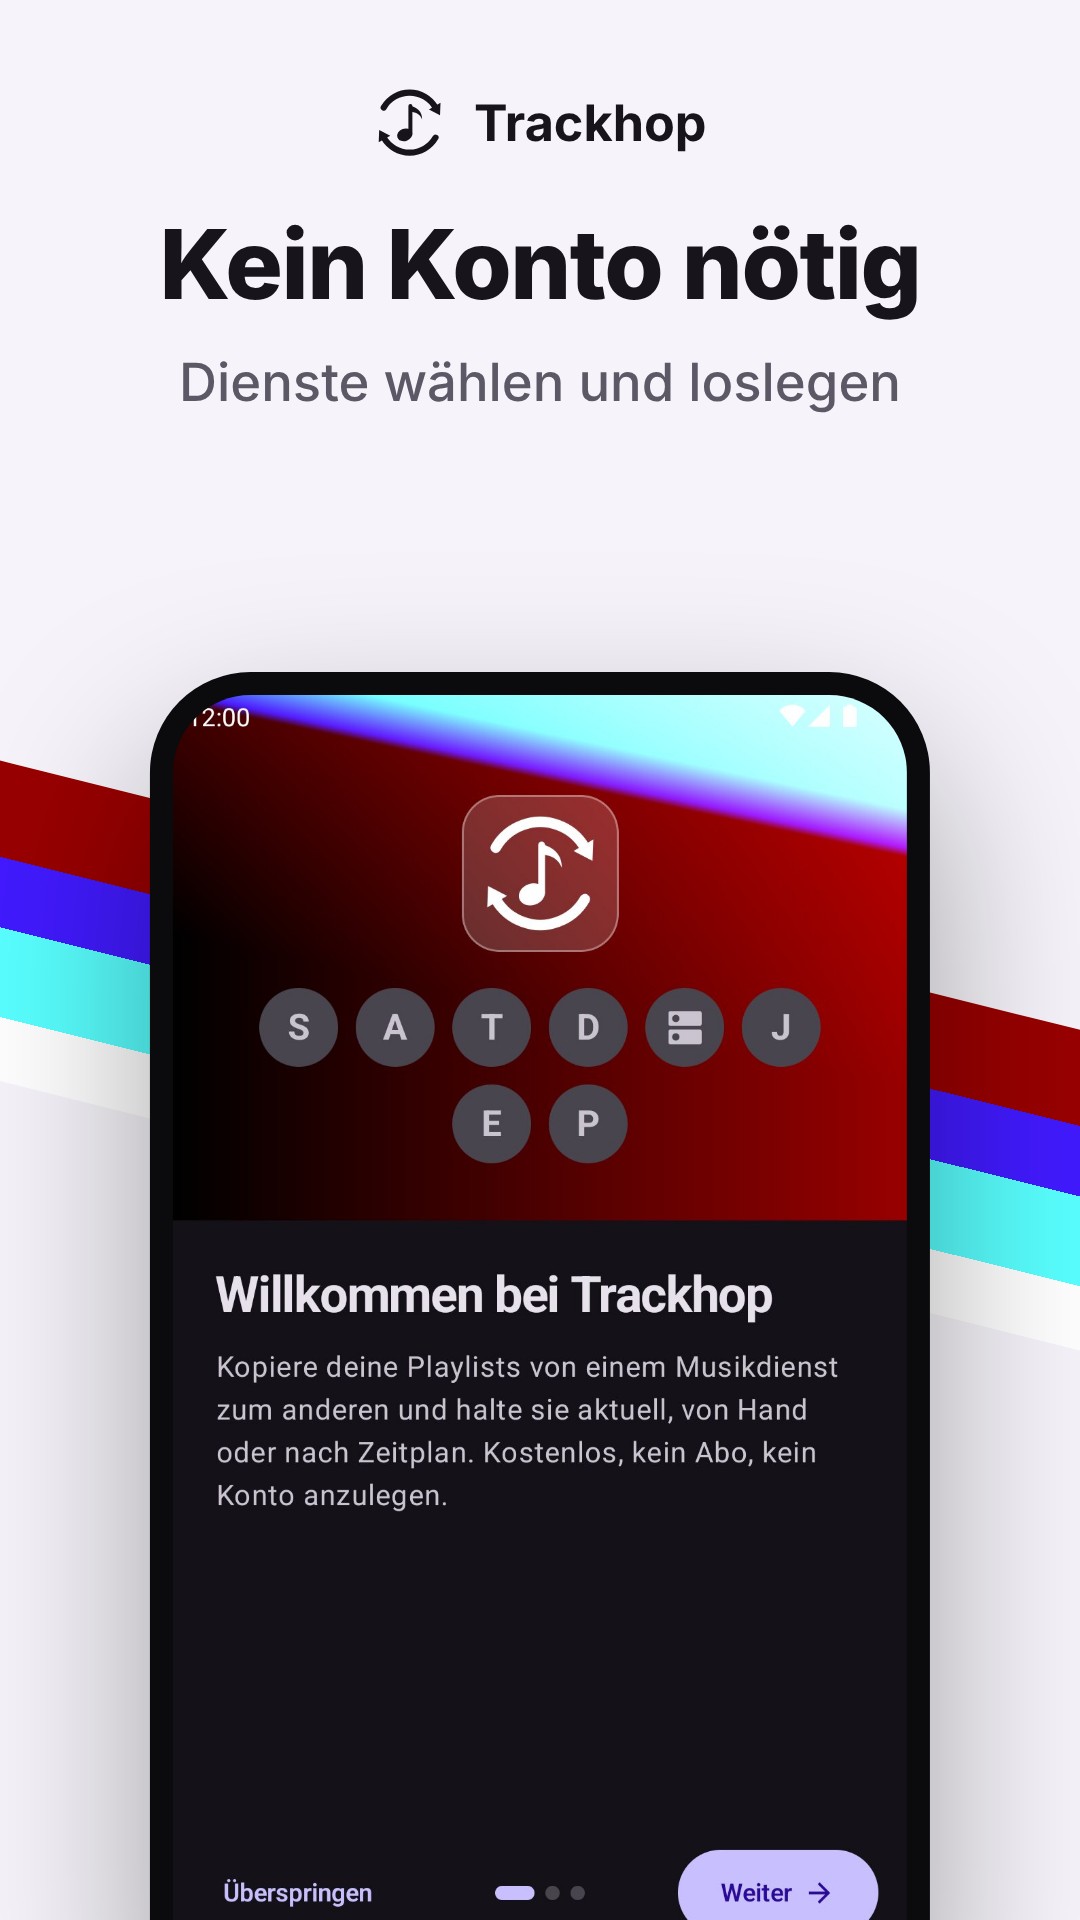 Trackhop
Kein Konto nötig
Dienste wählen und loslegen
12:00
S A T D J
E P
Willkommen bei Trackhop
Kopiere deine Playlists von einem Musikdienst
zum anderen und halte sie aktuell, von Hand
oder nach Zeitplan. Kostenlos, kein Abo, kein
Konto anzulegen.
Überspringen
Weiter